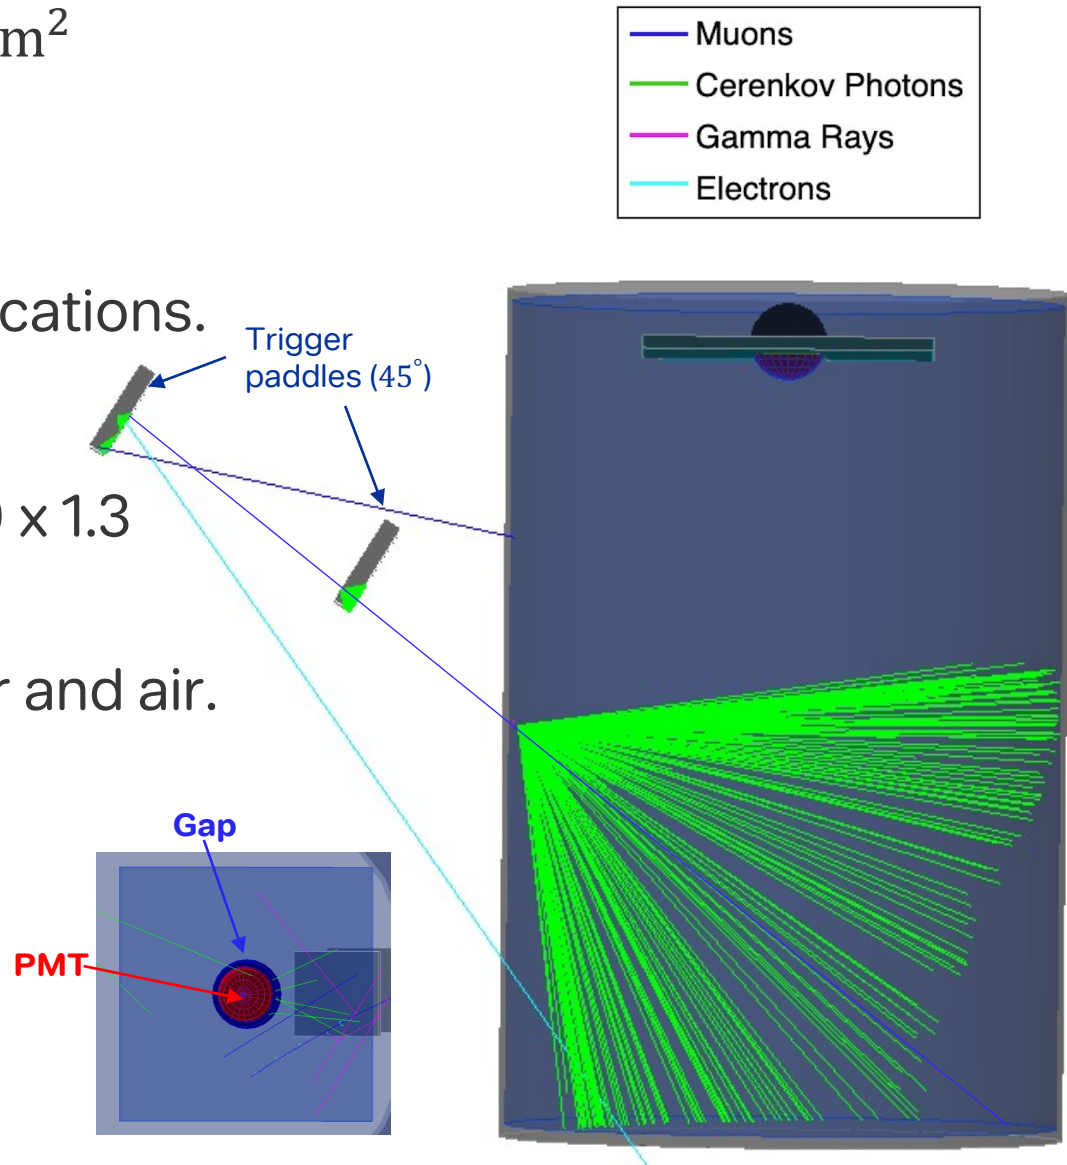 m²
Muons
Cerenkov Photons
Gamma Rays
Electrons
cations.
Trigger
paddles (45°)
x 1.3
r and air.
Gap
PMT